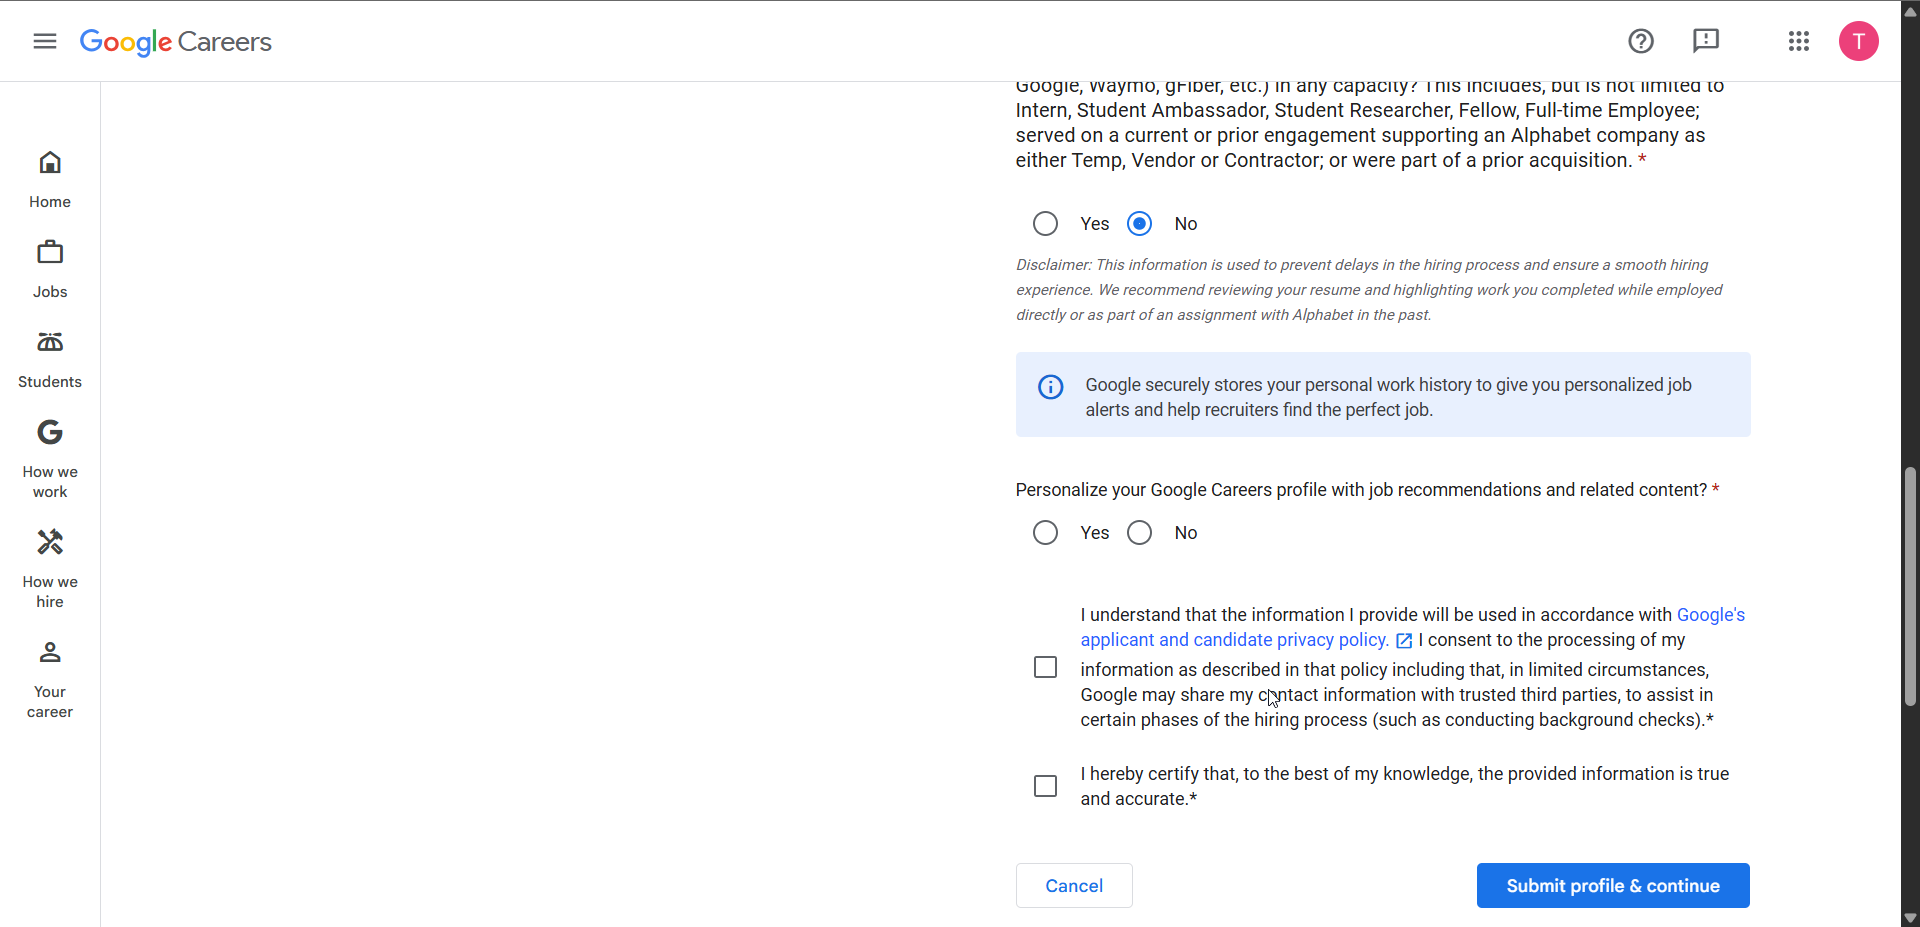 Google Careers
T
Home
Jobs
Students
How we
work
How we
hire
Your
career
Google, Waymo, gFiber, etc.) in any capacity? This includes, but is not limited to
Intern, Student Ambassador, Student Researcher, Fellow, Full-time Employee;
served on a current or prior engagement supporting an Alphabet company as
either Temp, Vendor or Contractor; or were part of a prior acquisition. *
Yes No
Disclaimer: This information is used to prevent delays in the hiring process and ensure a smooth hiring
experience. We recommend reviewing your resume and highlighting work you completed while employed
directly or as part of an assignment with Alphabet in the past.
Google securely stores your personal work history to give you personalized job
alerts and help recruiters find the perfect job.
Personalize your Google Careers profile with job recommendations and related content? *
Yes No
I understand that the information I provide will be used in accordance with Google's
applicant and candidate privacy policy. I consent to the processing of my
information as described in that policy including that, in limited circumstances,
Google may share my contact information with trusted third parties, to assist in
certain phases of the hiring process (such as conducting background checks).*
I hereby certify that, to the best of my knowledge, the provided information is true
and accurate.*
Cancel
Submit profile & continue